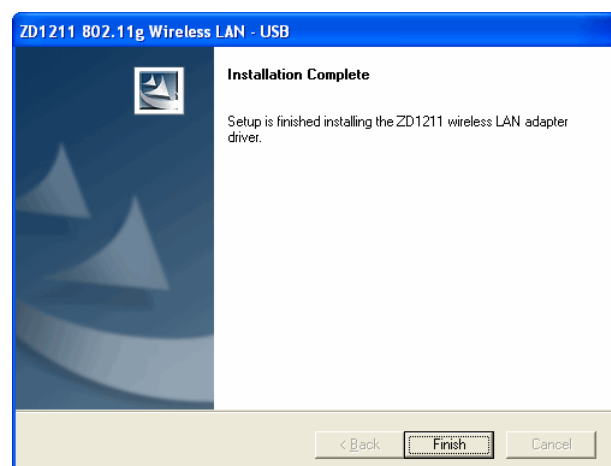 ZD1211 802.11g Wireless LAN - USB
Installation Complete
Setup is finished installing the ZD1211 wireless LAN adapter
driver.
< Back Finish Cancel